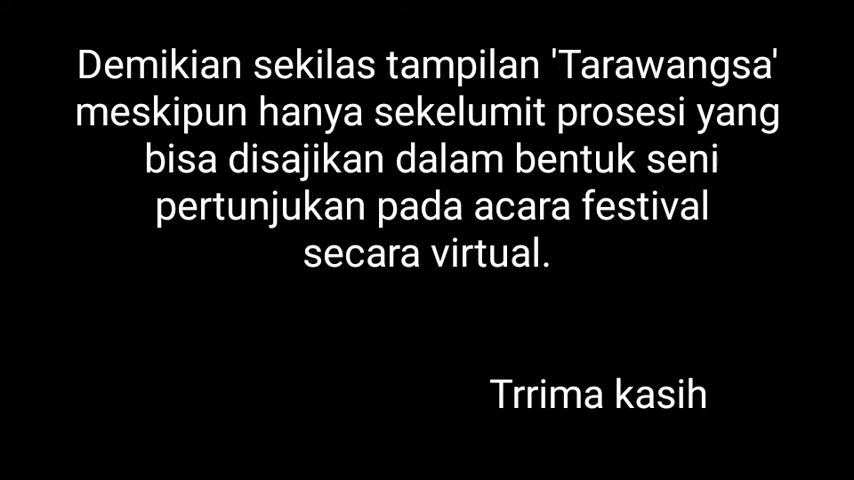 Demikian sekilas tampilan 'Tarawangsa'
meskipun hanya sekelumit prosesi yang
bisa disajikan dalam bentuk seni
pertunjukan pada acara festival
secara virtual.
Trrima kasih